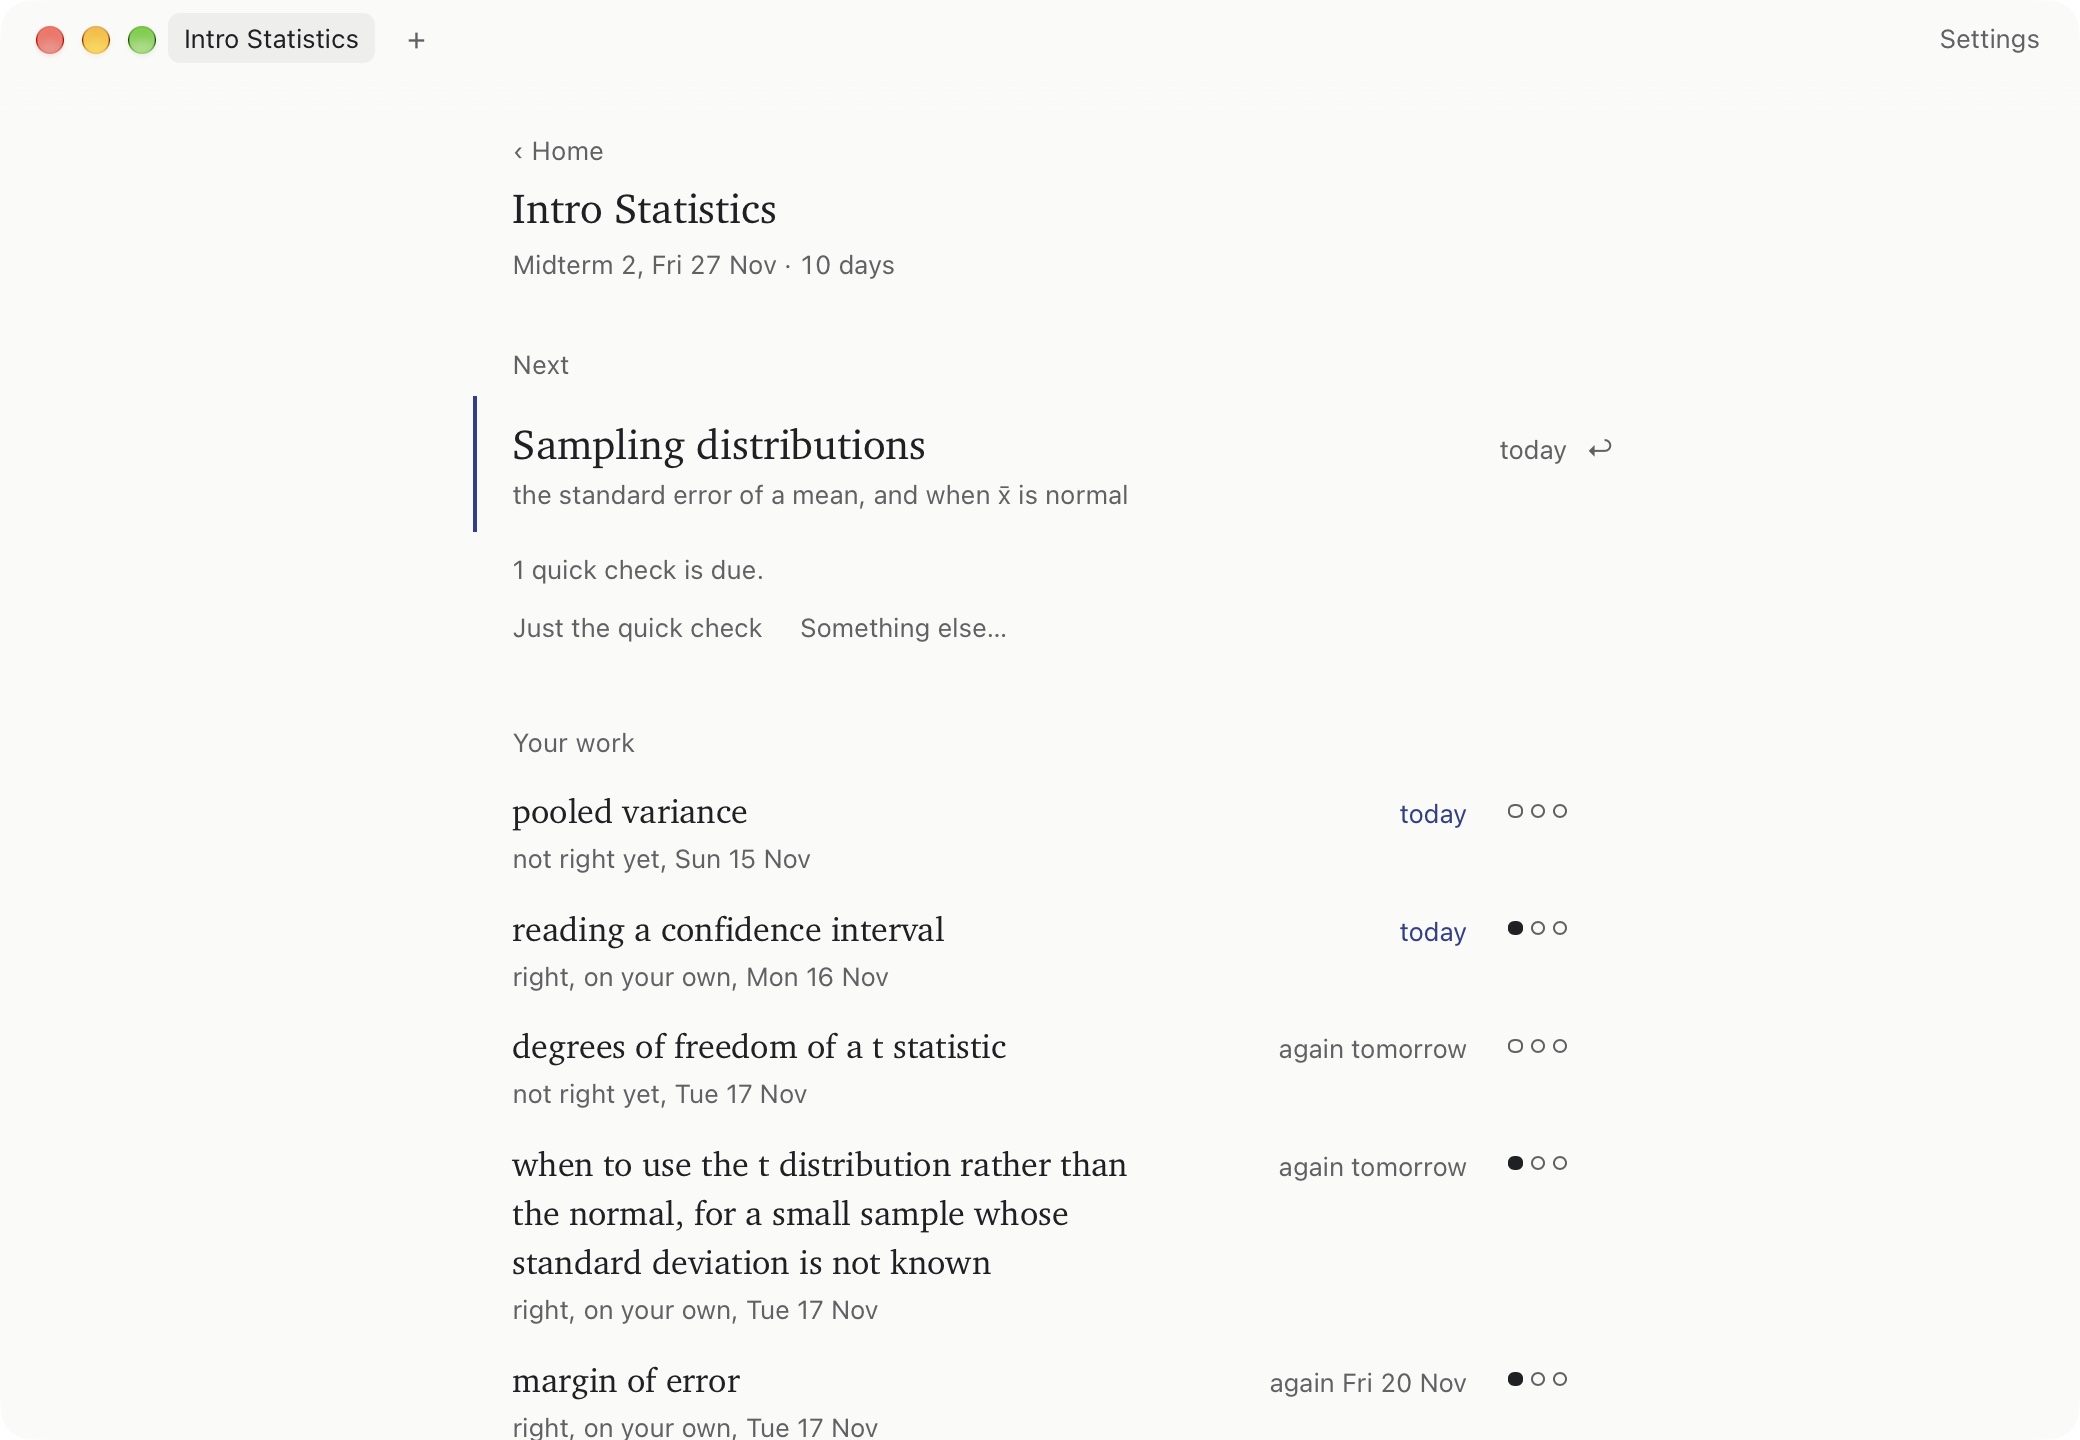 Intro Statistics +
Settings
‹ Home
Intro Statistics
Midterm 2, Fri 27 Nov · 10 days
Next
Sampling distributions
today ↩
the standard error of a mean, and when x̄ is normal
1 quick check is due.
Just the quick check
Something else…
Your work
pooled variance
today
not right yet, Sun 15 Nov
reading a confidence interval
today
right, on your own, Mon 16 Nov
degrees of freedom of a t statistic
again tomorrow
not right yet, Tue 17 Nov
when to use the t distribution rather than
again tomorrow
the normal, for a small sample whose
standard deviation is not known
right, on your own, Tue 17 Nov
margin of error
again Fri 20 Nov
right, on your own, Tue 17 Nov